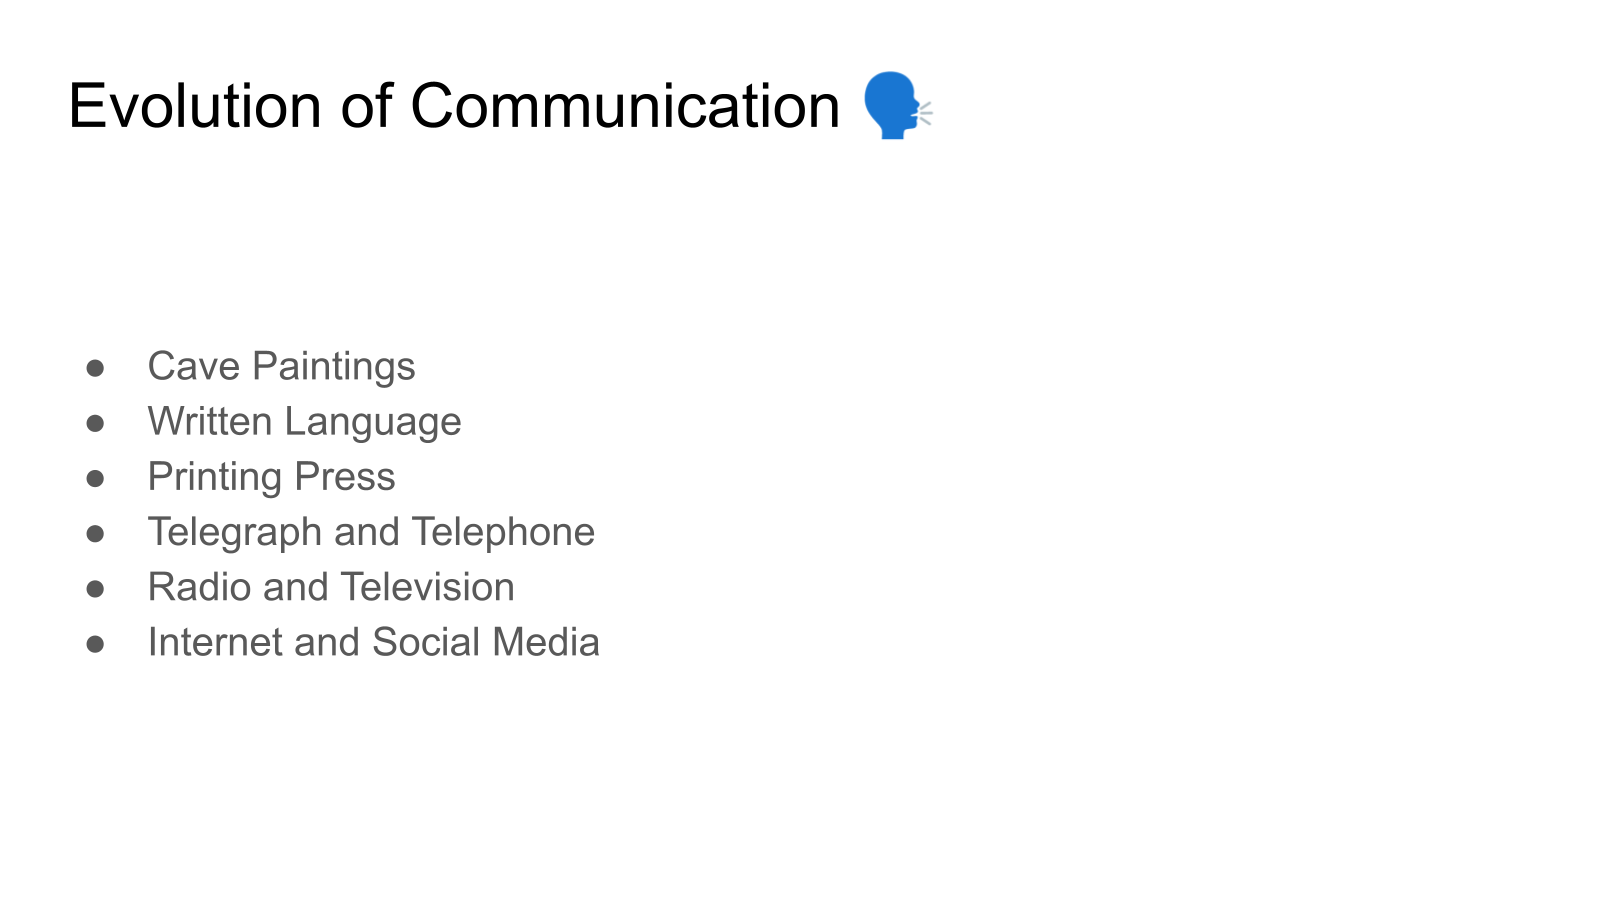 Evolution of Communication 🗣️
● Cave Paintings
● Written Language
● Printing Press
● Telegraph and Telephone
● Radio and Television
● Internet and Social Media